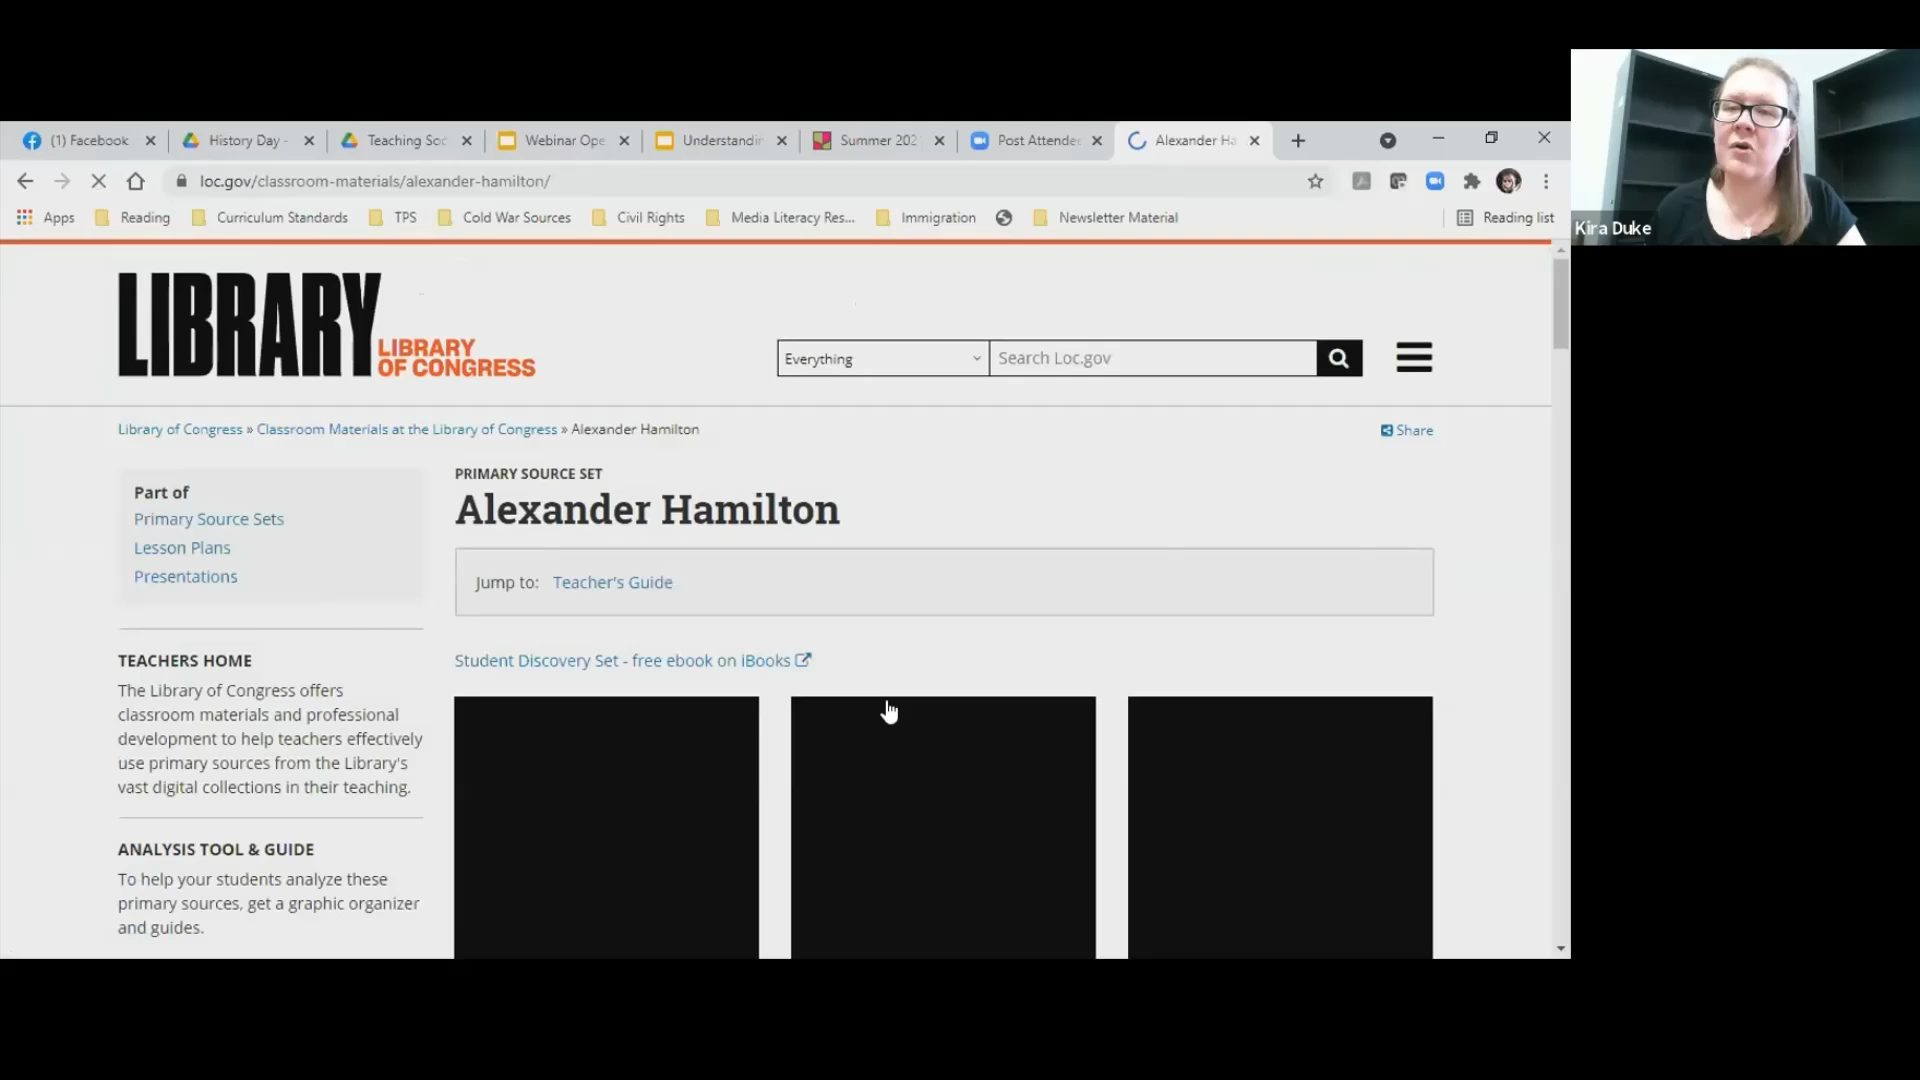 (1) Facebook
History Day -
Teaching Soc
Webinar Ope
Understandin
Summer 202
Post Attendee
Alexander Ha
loc.gov/classroom-materials/alexander-hamilton/
Apps
Reading
Curriculum Standards
TPS
Cold War Sources
Civil Rights
Media Literacy Res...
Immigration
Newsletter Material
Reading list
Kira Duke
LIBRARY
LIBRARY
OF CONGRESS
Everything
Search Loc.gov
Library of Congress » Classroom Materials at the Library of Congress » Alexander Hamilton
Share
Part of
Primary Source Sets
Lesson Plans
Presentations
PRIMARY SOURCE SET
Alexander Hamilton
Jump to: Teacher's Guide
Student Discovery Set - free ebook on iBooks
TEACHERS HOME
The Library of Congress offers
classroom materials and professional
development to help teachers effectively
use primary sources from the Library's
vast digital collections in their teaching.
ANALYSIS TOOL & GUIDE
To help your students analyze these
primary sources, get a graphic organizer
and guides.